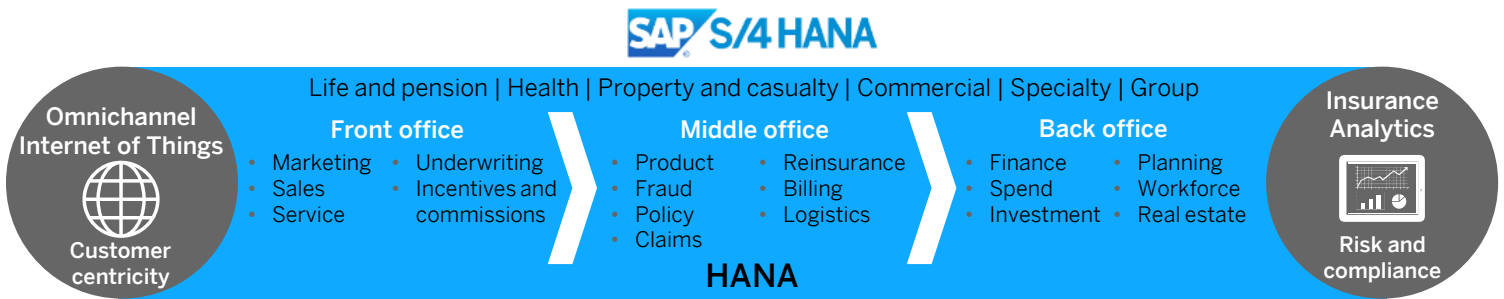 SAP S/4 HANA
Life and pension | Health | Property and casualty | Commercial | Specialty | Group
Omnichannel
Internet of Things
Customer
centricity
Front office
• Marketing
• Sales
• Service
• Underwriting
• Incentives and
commissions
Middle office
• Product
• Fraud
• Policy
• Claims
• Reinsurance
• Billing
• Logistics
Back office
• Finance
• Spend
• Investment
• Planning
• Workforce
• Real estate
HANA
Insurance
Analytics
Risk and
compliance